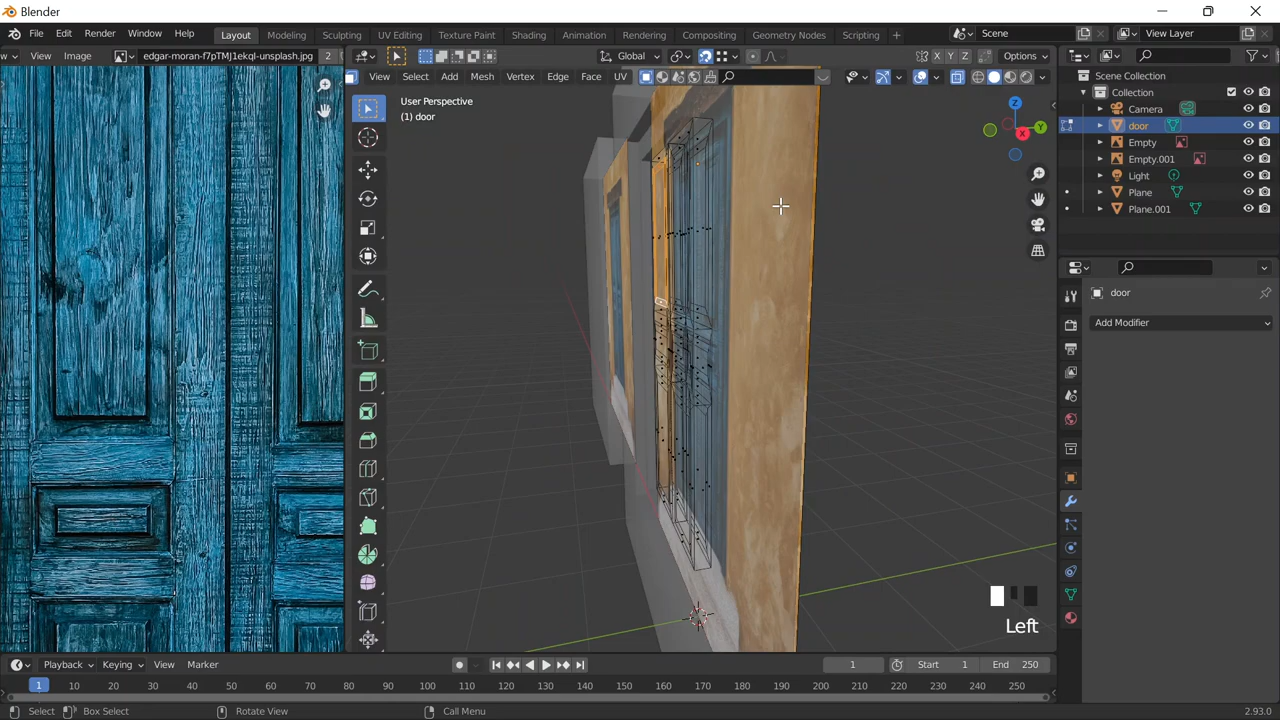 Blender
File Edit Render Window Help Layout Modeling Sculpting UV Editing Texture Paint Shading Animation Rendering Compositing Geometry Nodes Scripting + Scene View Layer
View Image edgar-moran-f7pTMJ1ekqI-unsplash.jpg 2 Global X Y Z Options
View Select Add Mesh Vertex Edge Face UV
User Perspective
(1) door
Z
Y
X
Scene Collection
Collection
Camera
door
Empty
Empty.001
Light
Plane
Plane.001
door
Add Modifier
Left
Playback Keying View Marker 1 Start 1 End 250
1 10 20 30 40 50 60 70 80 90 100 110 120 130 140 150 160 170 180 190 200 210 220 230 240 250
Select Box Select Rotate View Call Menu 2.93.0